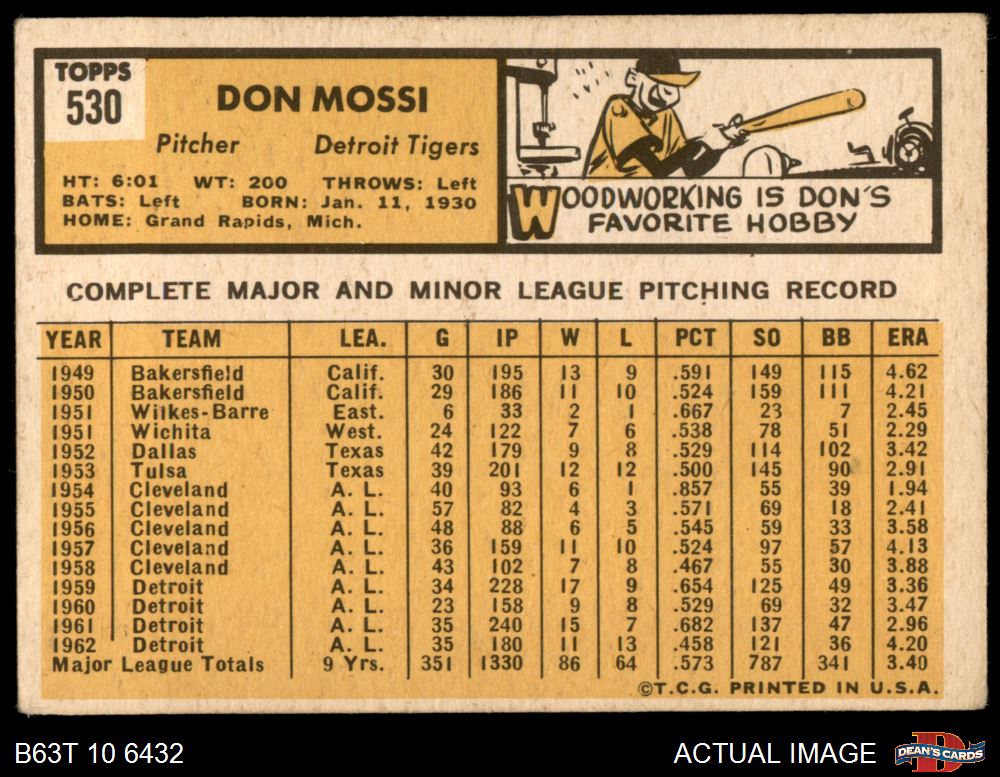 TOPPS
530
DON MOSSI
Pitcher Detroit Tigers
HT: 6:01 WT: 200 THROWS: Left
BATS: Left BORN: Jan. 11, 1930
HOME: Grand Rapids, Mich.
WOODWORKING IS DON'S
FAVORITE HOBBY
COMPLETE MAJOR AND MINOR LEAGUE PITCHING RECORD
YEAR TEAM LEA. G IP W L PCT SO BB ERA
1949 Bakersfield Calif. 30 195 13 9 .591 149 115 4.62
1950 Bakersfield Calif. 29 186 11 10 .524 159 111 4.21
1951 Wilkes-Barre East. 6 33 2 1 .667 23 7 2.45
1951 Wichita West. 24 122 7 6 .538 78 51 2.29
1952 Dallas Texas 42 179 9 8 .529 114 102 3.42
1953 Tulsa Texas 39 201 12 12 .500 145 90 2.91
1954 Cleveland A. L. 40 93 6 1 .857 55 39 1.94
1955 Cleveland A. L. 57 82 4 3 .571 69 18 2.41
1956 Cleveland A. L. 48 88 6 5 .545 59 33 3.58
1957 Cleveland A. L. 36 159 11 10 .524 97 57 4.13
1958 Cleveland A. L. 43 102 7 8 .467 55 30 3.88
1959 Detroit A. L. 34 228 17 9 .654 125 49 3.36
1960 Detroit A. L. 23 158 9 8 .529 69 32 3.47
1961 Detroit A. L. 35 240 15 7 .682 137 47 2.96
1962 Detroit A. L. 35 180 11 13 .458 121 36 4.20
Major League Totals 9 Yrs. 351 1330 86 64 .573 787 341 3.40
©T.C.G. PRINTED IN U.S.A.
B63T 10 6432 ACTUAL IMAGE DEAN'S CARDS